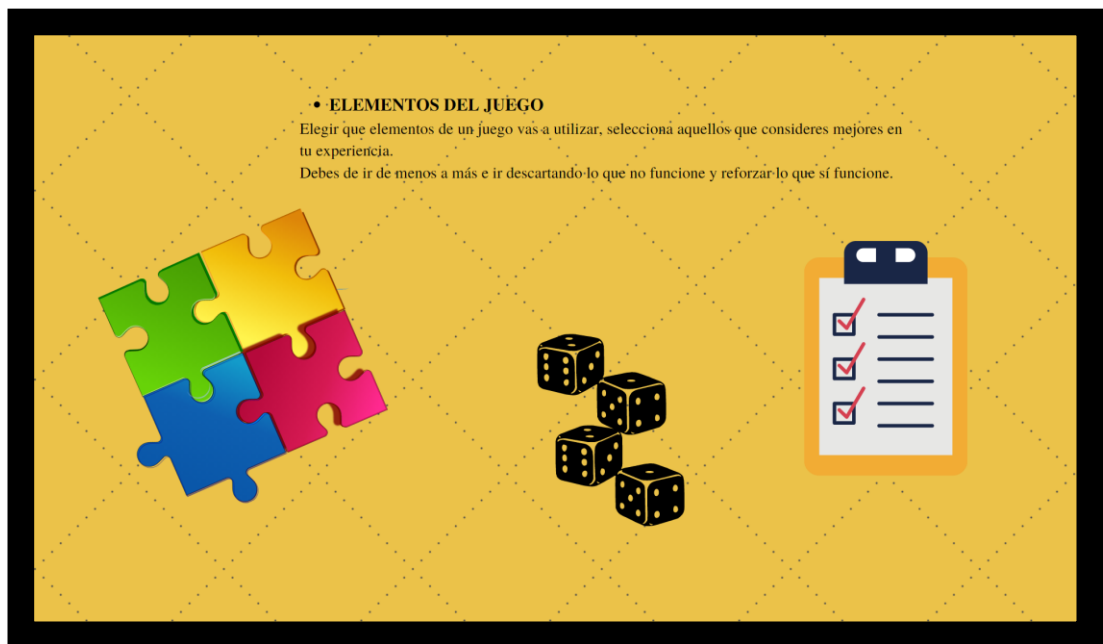 • ELEMENTOS DEL JUEGO
Elegir que elementos de un juego vas a utilizar, selecciona aquellos que consideres mejores en
tu experiencia.
Debes de ir de menos a más e ir descartando lo que no funcione y reforzar lo que sí funcione.